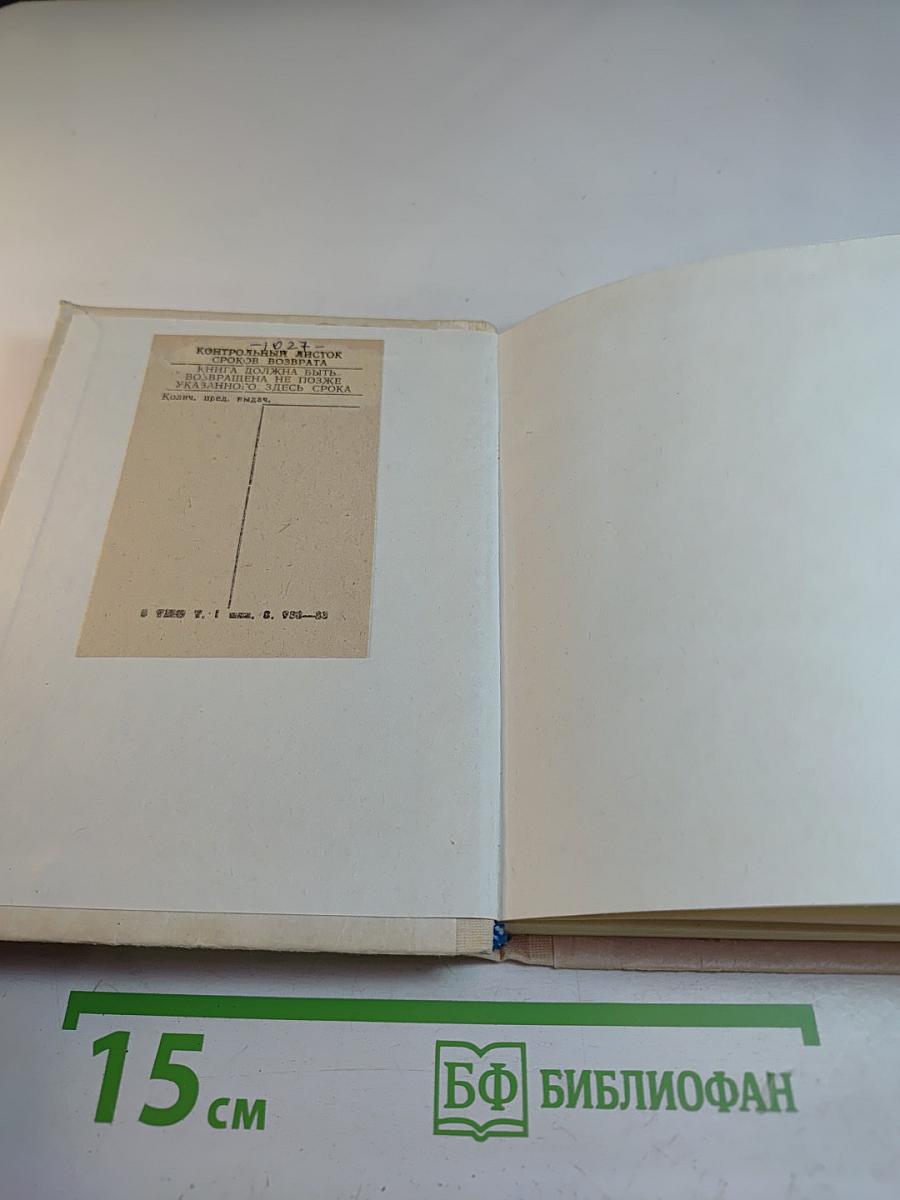 -1027-
КОНТРОЛЬНЫЙ ЛИСТОК
СРОКОВ ВОЗВРАТА
КНИГА ДОЛЖНА БЫТЬ
ВОЗВРАЩЕНА НЕ ПОЗЖЕ
УКАЗАННОГО ЗДЕСЬ СРОКА
Колич. пред. выдач.
15 см
БФ БИБЛИОФАН